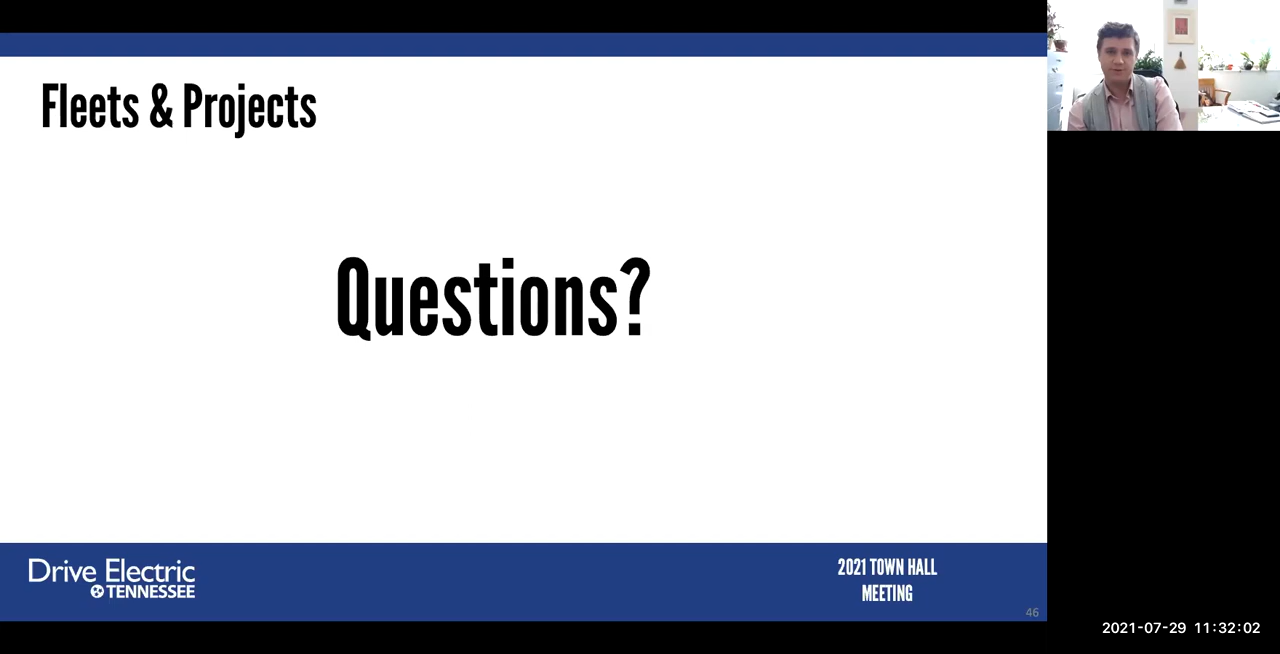 Fleets & Projects
Questions?
Drive Electric
TENNESSEE
2021 TOWN HALL
MEETING
46
2021-07-29 11:32:02